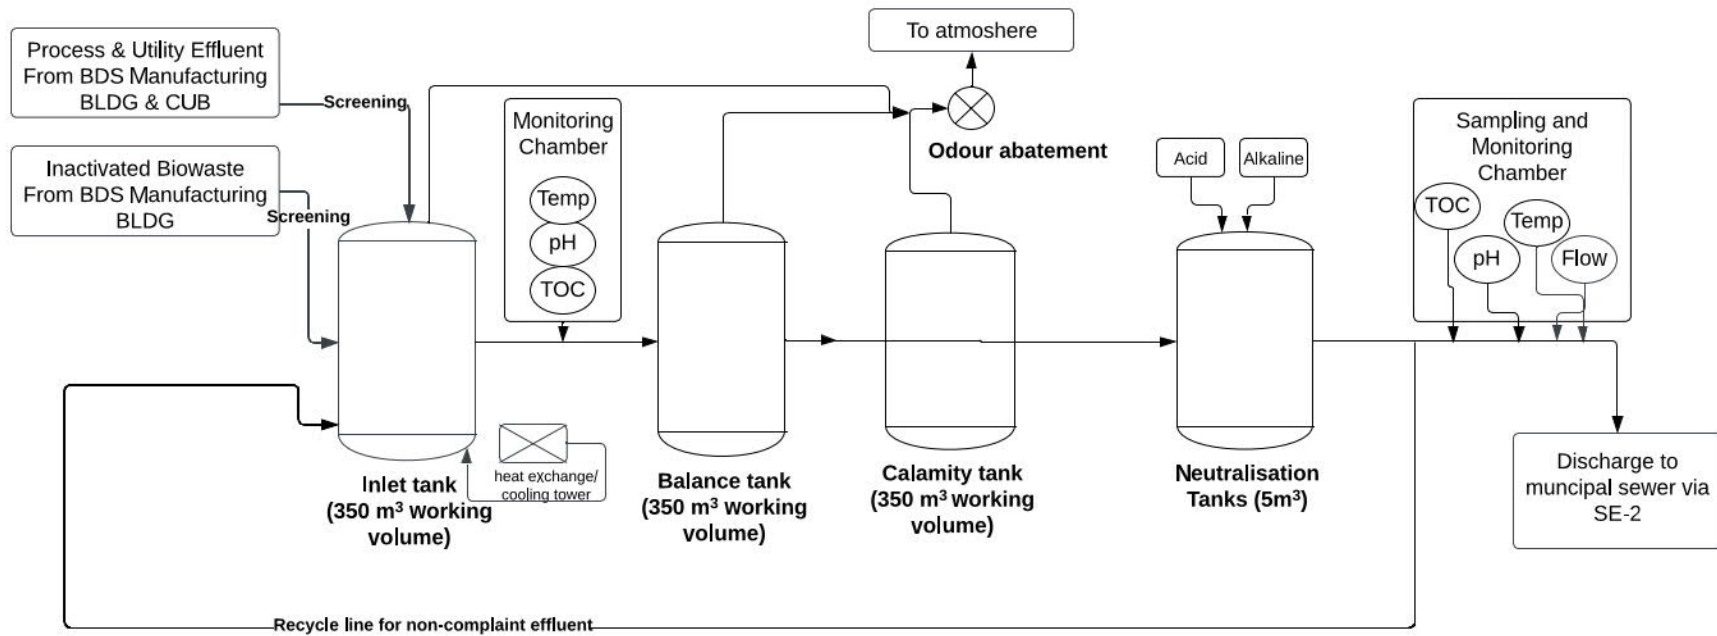 Process & Utility Effluent
From BDS Manufacturing
BLDG & CUB
Screening
Inactivated Biowaste
From BDS Manufacturing
BLDG
Screening
To atmoshere
Odour abatement
Monitoring
Chamber
Temp
pH
TOC
Acid
Alkaline
Sampling and
Monitoring
Chamber
TOC
Temp
pH
Flow
heat exchange/
cooling tower
Inlet tank
(350 m³ working
volume)
Balance tank
(350 m³ working
volume)
Calamity tank
(350 m³ working
volume)
Neutralisation
Tanks (5m³)
Discharge to
muncipal sewer via
SE-2
Recycle line for non-complaint effluent